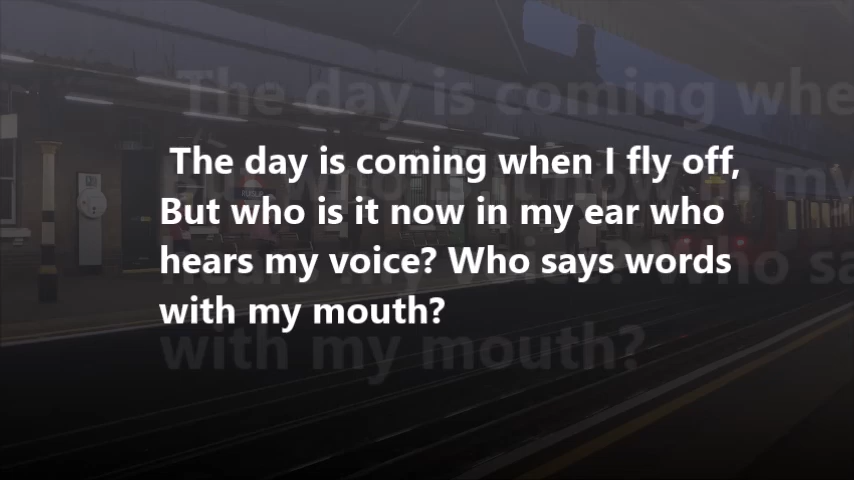 The day is coming when I fly off,
But who is it now in my ear who
hears my voice? Who says words
with my mouth?